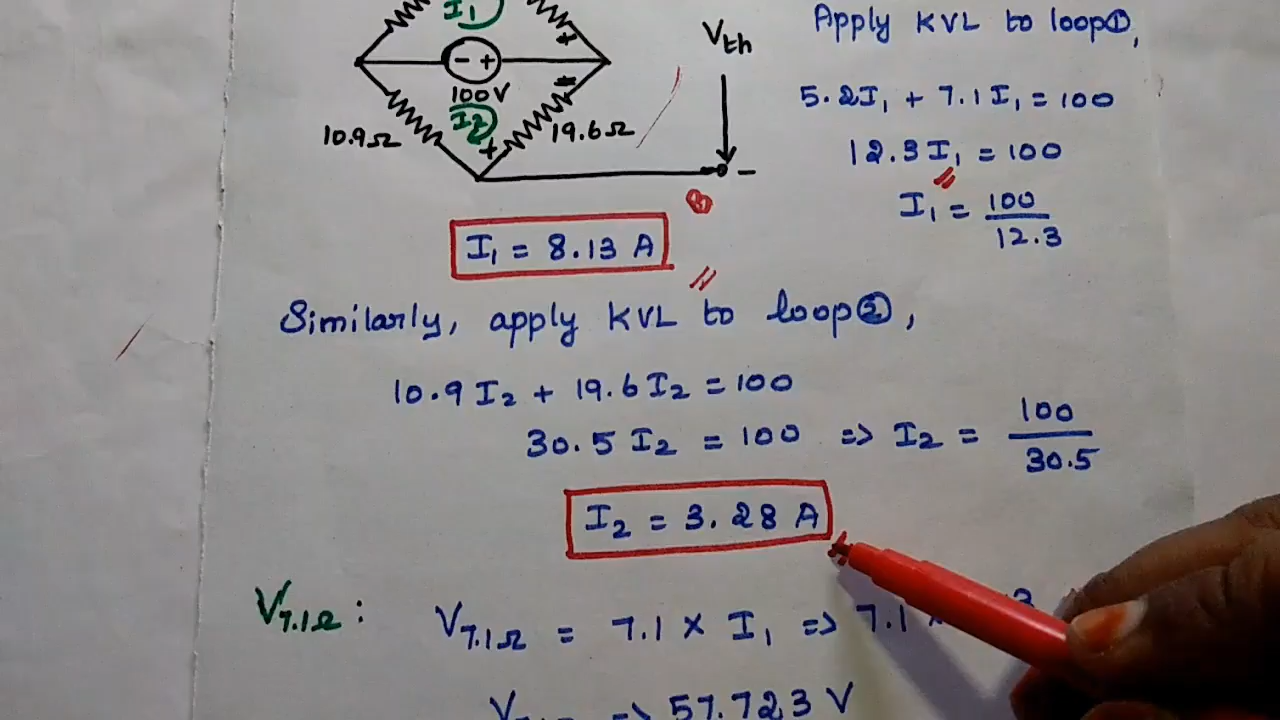 I₁
Vth
Apply KVL to loop①,
- +
100V
I₂
10.9Ω
19.6Ω
+
-
+
-
5.2I₁ + 7.1I₁ = 100
12.3I₁ = 100
I₁ = 100/12.3
I₁ = 8.13 A
Similarly, apply KVL to loop②,
10.9I₂ + 19.6I₂ = 100
30.5I₂ = 100 => I₂ = 100/30.5
I₂ = 3.28 A
V7.1Ω : V7.1Ω = 7.1 × I₁ => 7.1 ×
=> 57.723 V